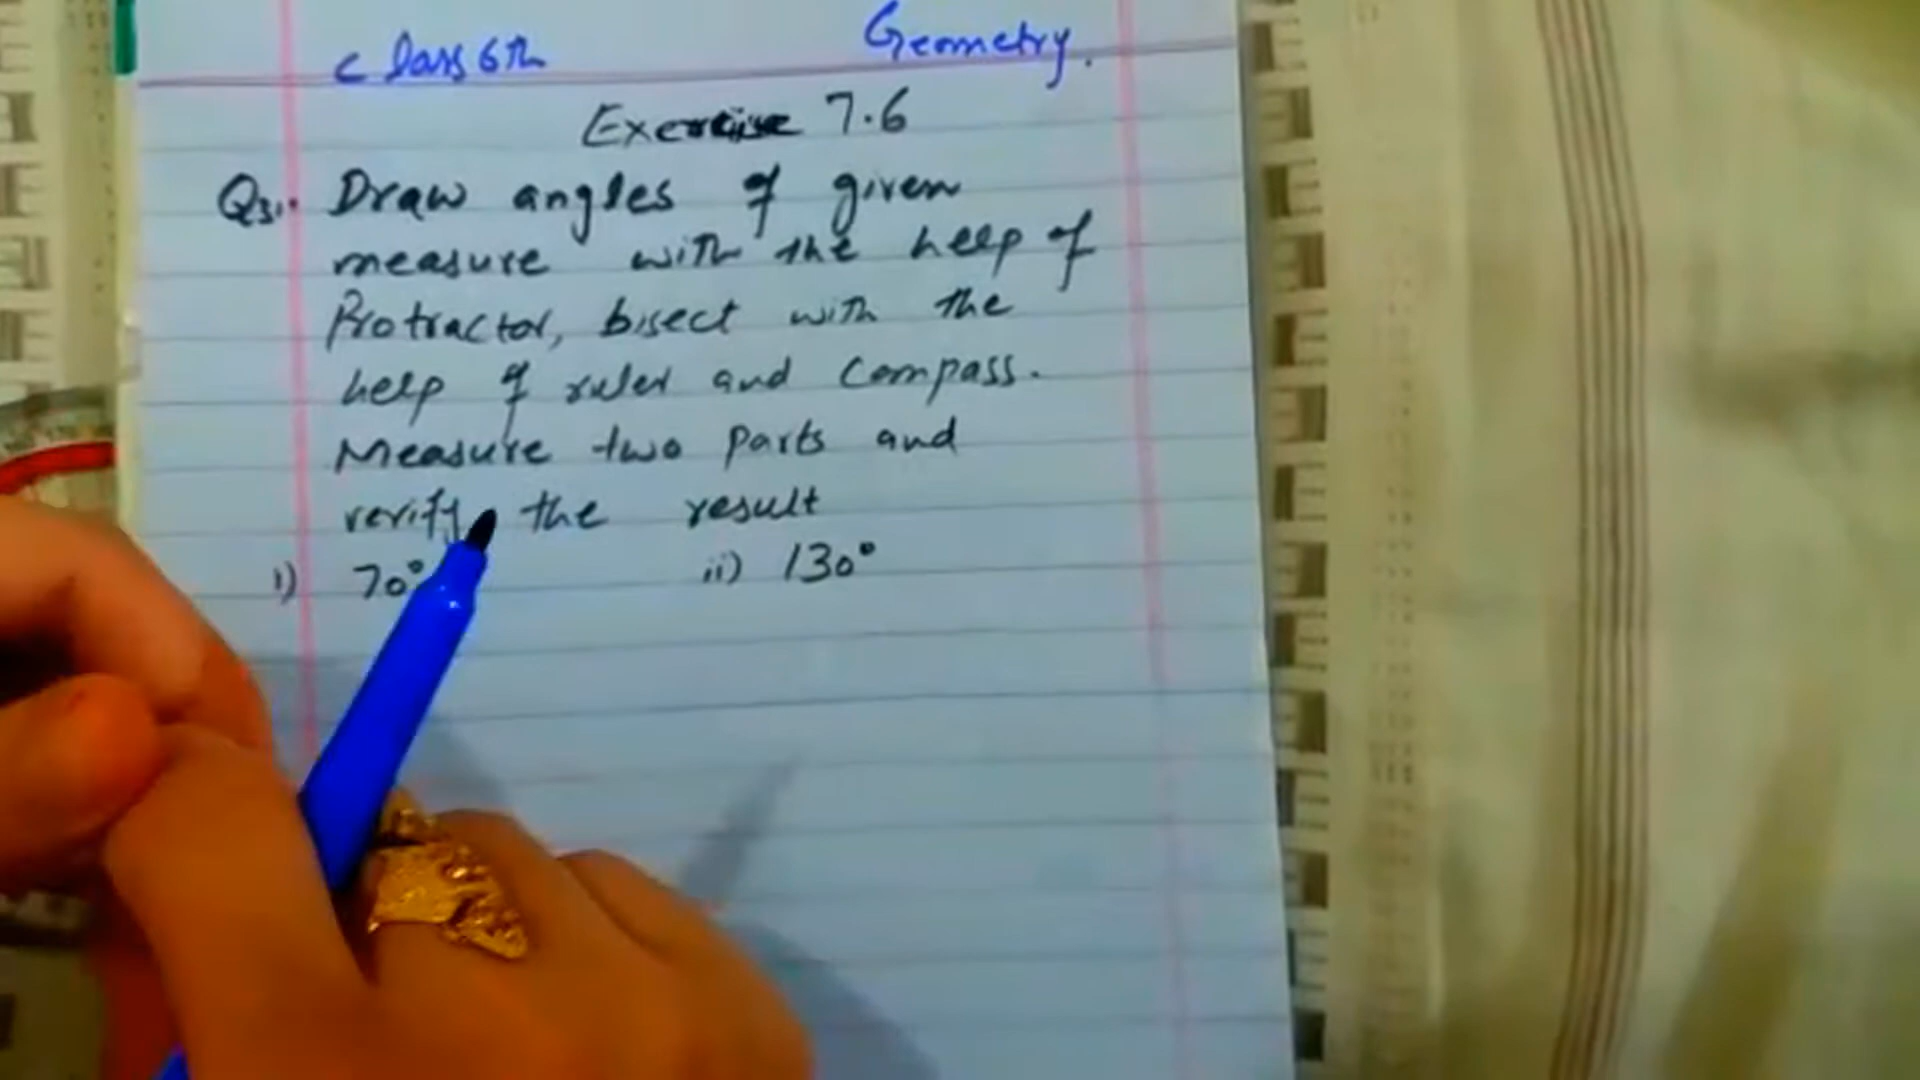 Class 6th Geometry.
Exercise 7.6
Q3. Draw angles of given
measure with the help of
Protractor, bisect with the
help of ruler and compass.
Measure two parts and
verify the result
i) 70° ii) 130°